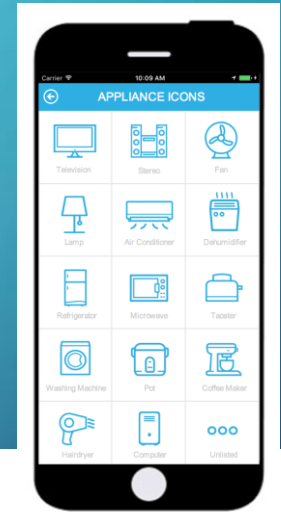 Carrier 10:09 AM
APPLIANCE ICONS
Television Stereo Fan
Lamp Air Conditioner Dehumidifier
Refrigerator Microwave Taoster
Washing Machine Pot Coffee Maker
Hairdryer Computer Unlisted